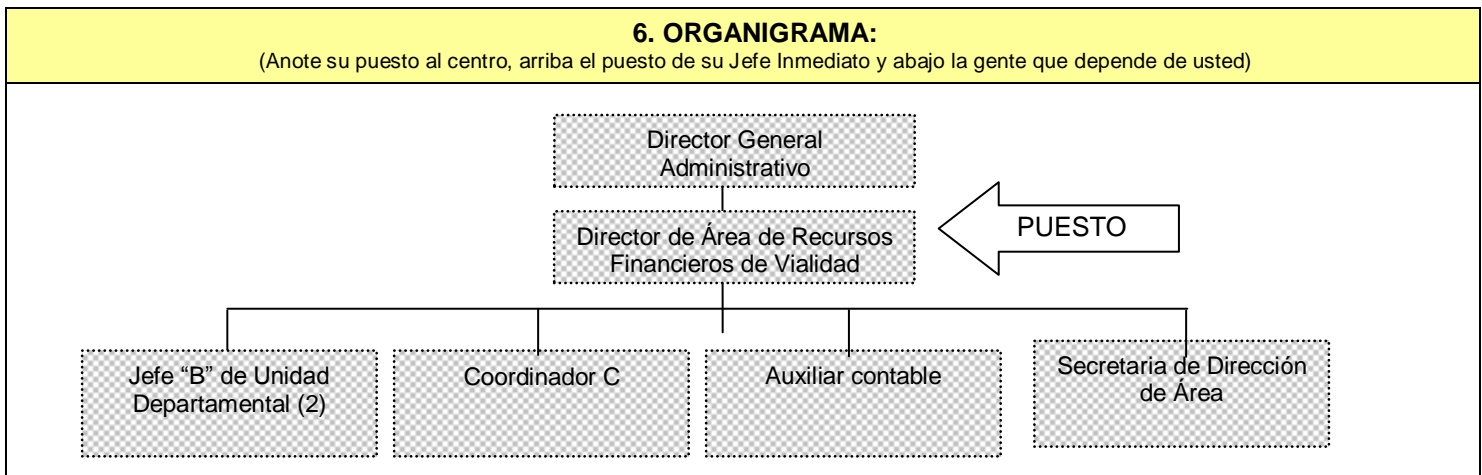 6. ORGANIGRAMA:
(Anote su puesto al centro, arriba el puesto de su Jefe Inmediato y abajo la gente que depende de usted)
Director General
Administrativo
Director de Área de Recursos
Financieros de Vialidad
PUESTO
Jefe “B” de Unidad
Departamental (2)
Coordinador C
Auxiliar contable
Secretaria de Dirección
de Área